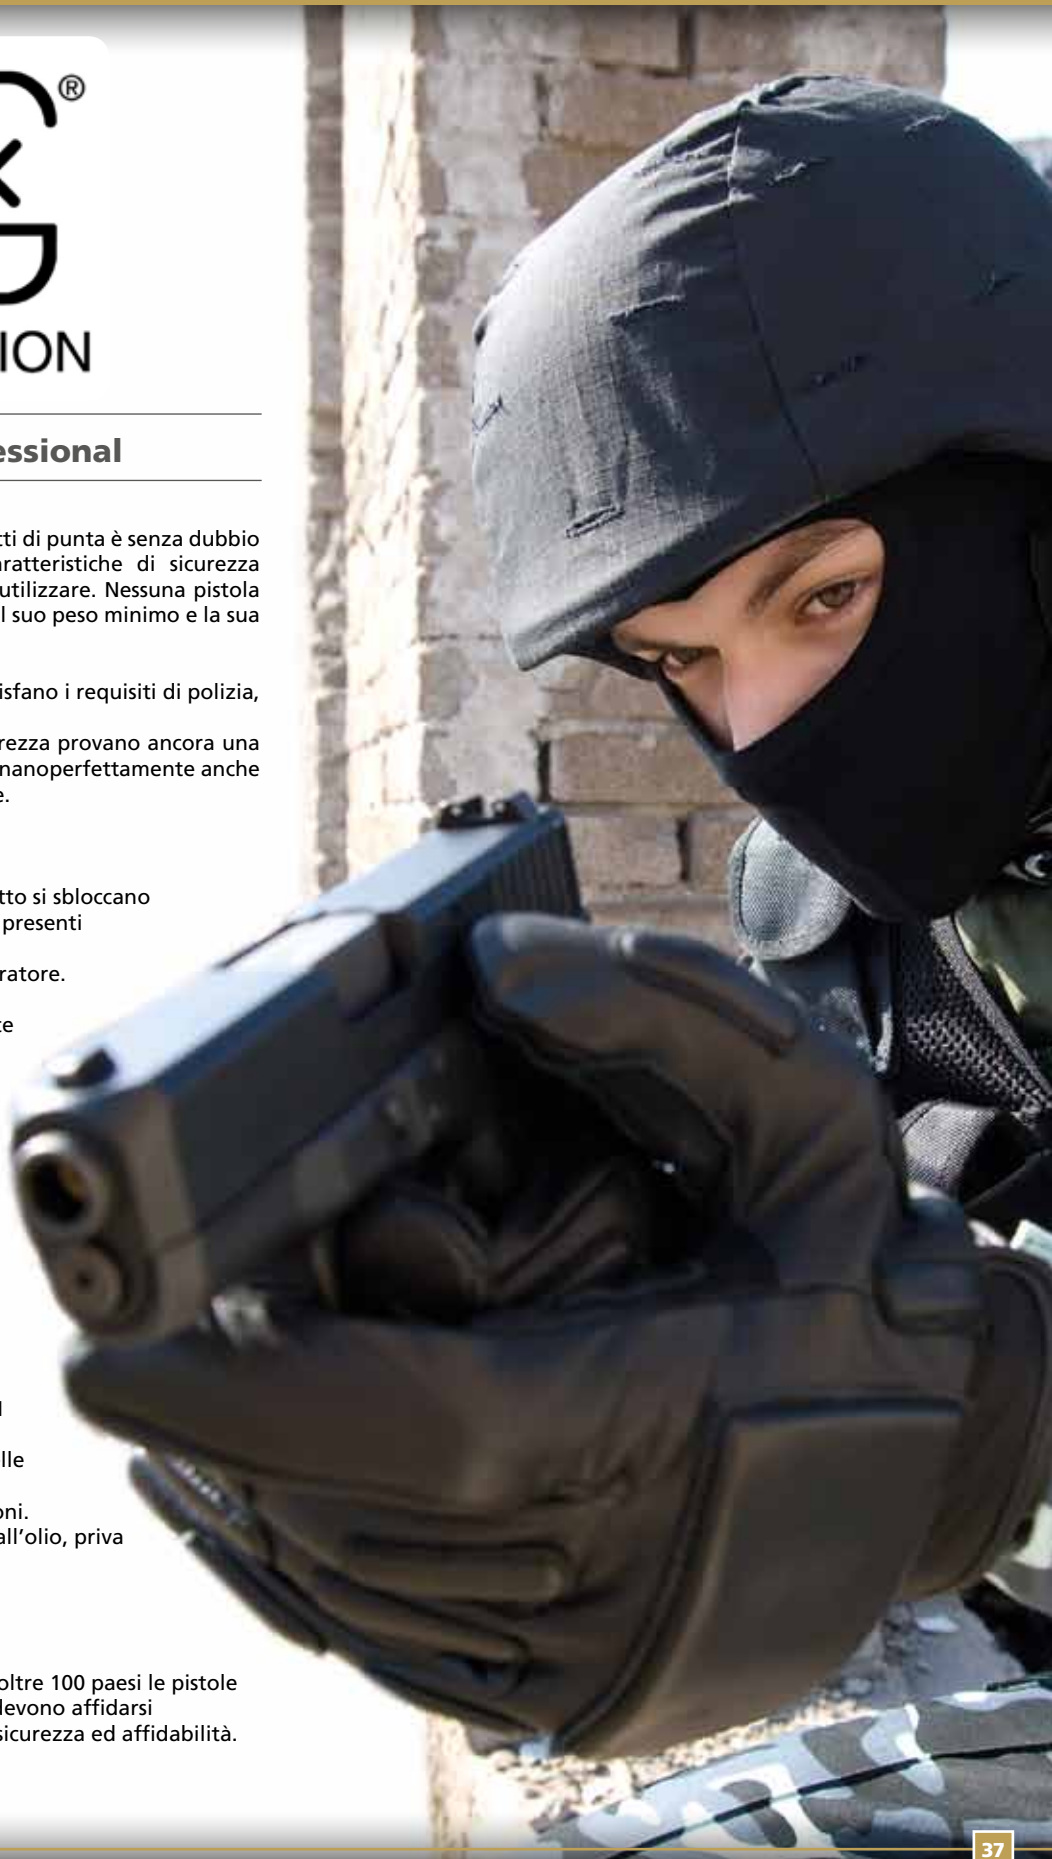 ®
ION
essional
ti di punta è senza dubbio
ratteristiche di sicurezza
utilizzare. Nessuna pistola
l suo peso minimo e la sua
isfano i requisiti di polizia,
rezza provano ancora una
nanoperfettamente anche
e.
tto si sbloccano
presenti
ratore.
te
l
lle
oni.
all’olio, priva
oltre 100 paesi le pistole
devono affidarsi
sicurezza ed affidabilità.
37